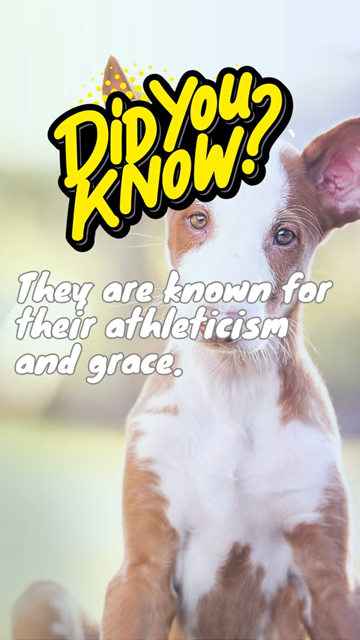 DiD YOU
KNOW?
They are known for
their athleticism
and grace.